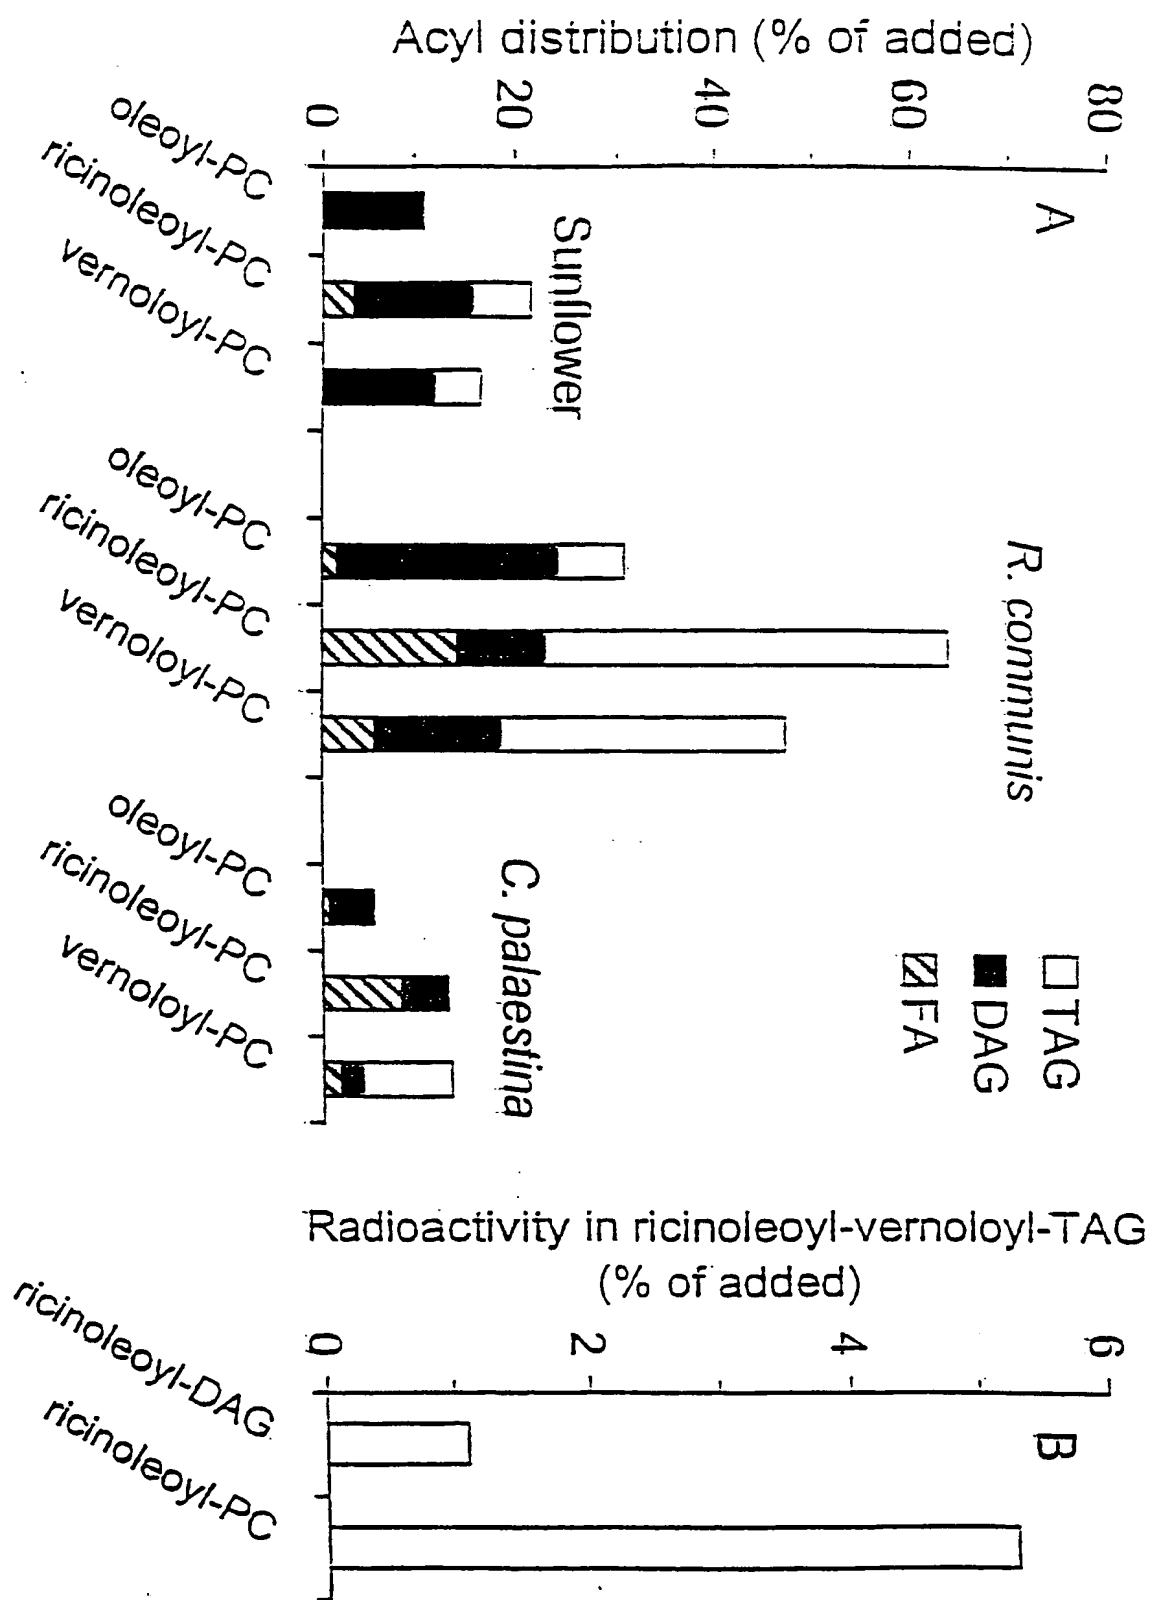 Acyl distribution (% of added)
0
20
40
60
80
A
Sunflower
oleoyl-PC
ricinoleoyl-PC
vernoloyl-PC
R. communis
oleoyl-PC
ricinoleoyl-PC
vernoloyl-PC
C. palaestina
oleoyl-PC
ricinoleoyl-PC
vernoloyl-PC
TAG
DAG
FA
Radioactivity in ricinoleoyl-vernoloyl-TAG
(% of added)
0
2
4
6
B
ricinoleoyl-DAG
ricinoleoyl-PC